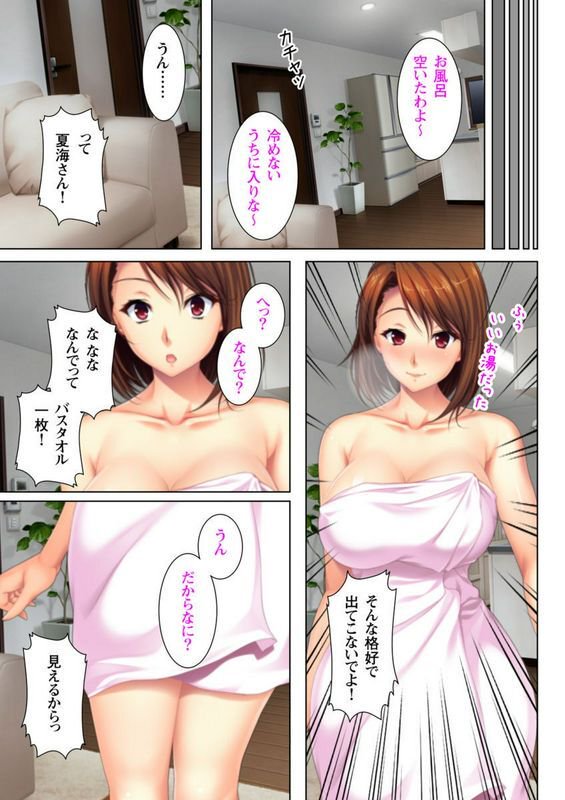 お風呂
空いたわよ～
カチャッ
冷めない
うちに入りな～
うん……
って
夏海さん！
ふぅ
いいお湯だった
そんな格好で
出てこないでよ！
へっ？
なんで？
な なな
なんでって
バスタオル
一枚！
うん
だからなに？
見えるからっ